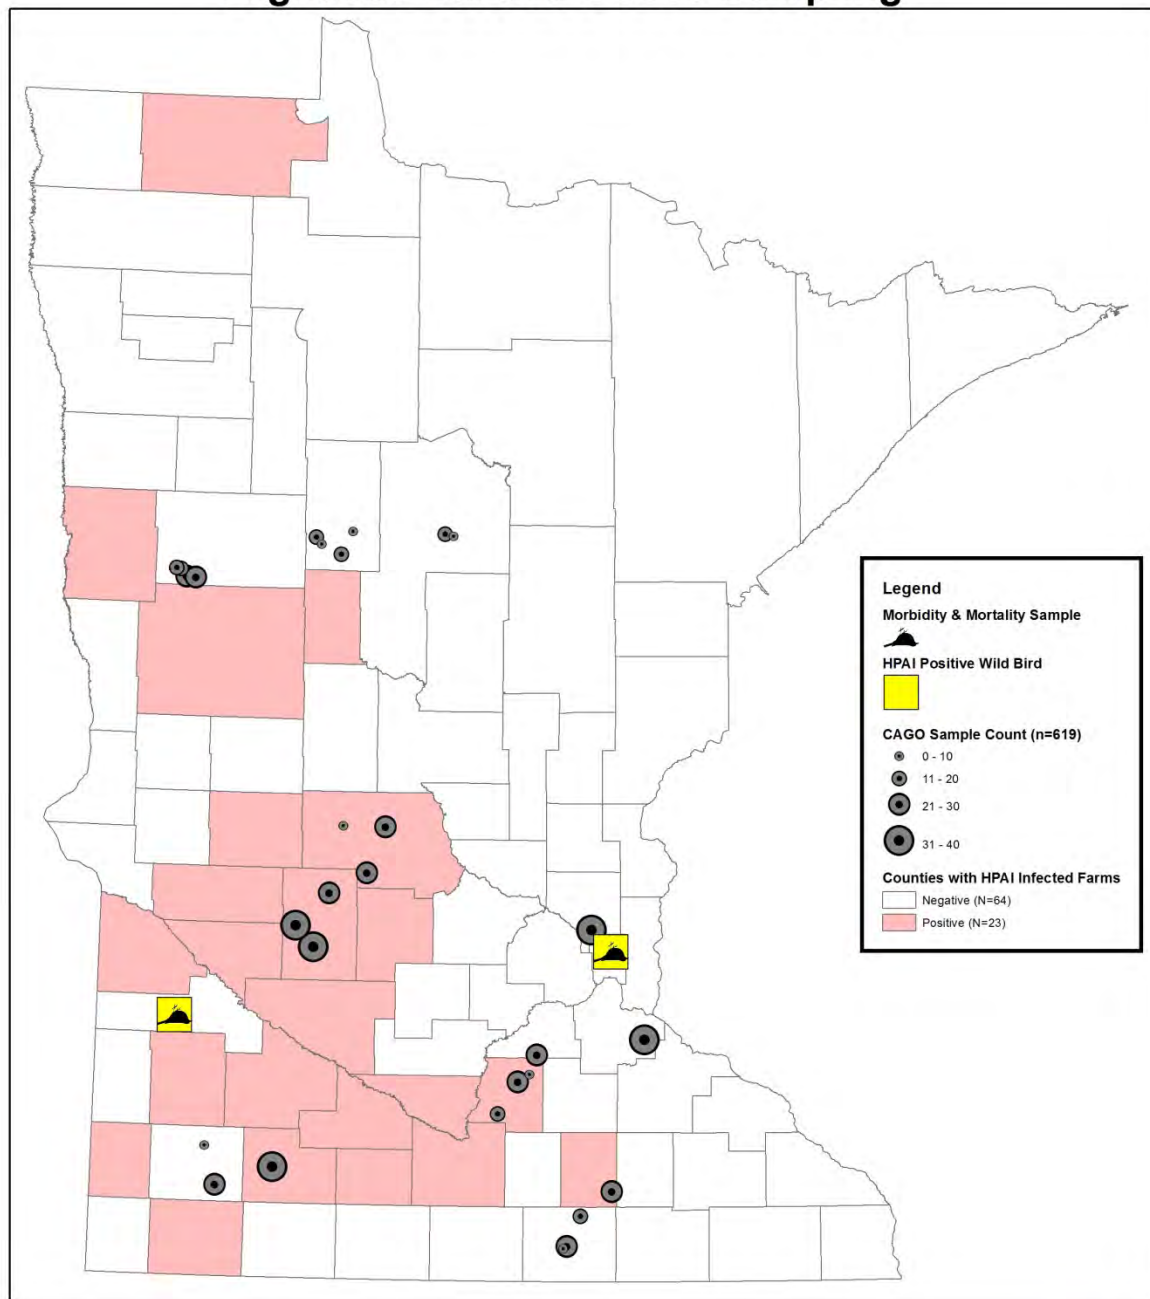 Legend
Morbidity & Mortality Sample
HPAI Positive Wild Bird
CAGO Sample Count (n=619)
0 - 10
11 - 20
21 - 30
31 - 40
Counties with HPAI Infected Farms
Negative (N=64)
Positive (N=23)